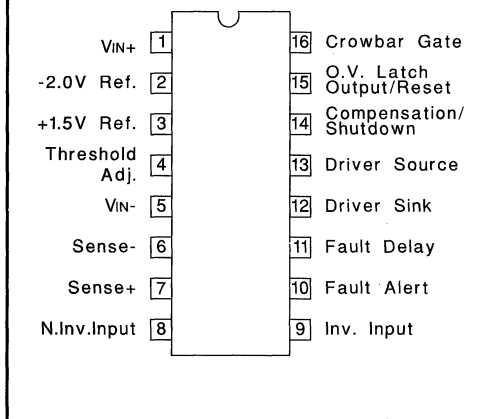 VIN+ 1 16 Crowbar Gate
-2.0V Ref. 2 15 O.V. Latch
Output/Reset
+1.5V Ref. 3 14 Compensation/
Shutdown
Threshold
Adj. 4 13 Driver Source
VIN- 5 12 Driver Sink
Sense- 6 11 Fault Delay
Sense+ 7 10 Fault Alert
N.Inv.Input 8 9 Inv. Input